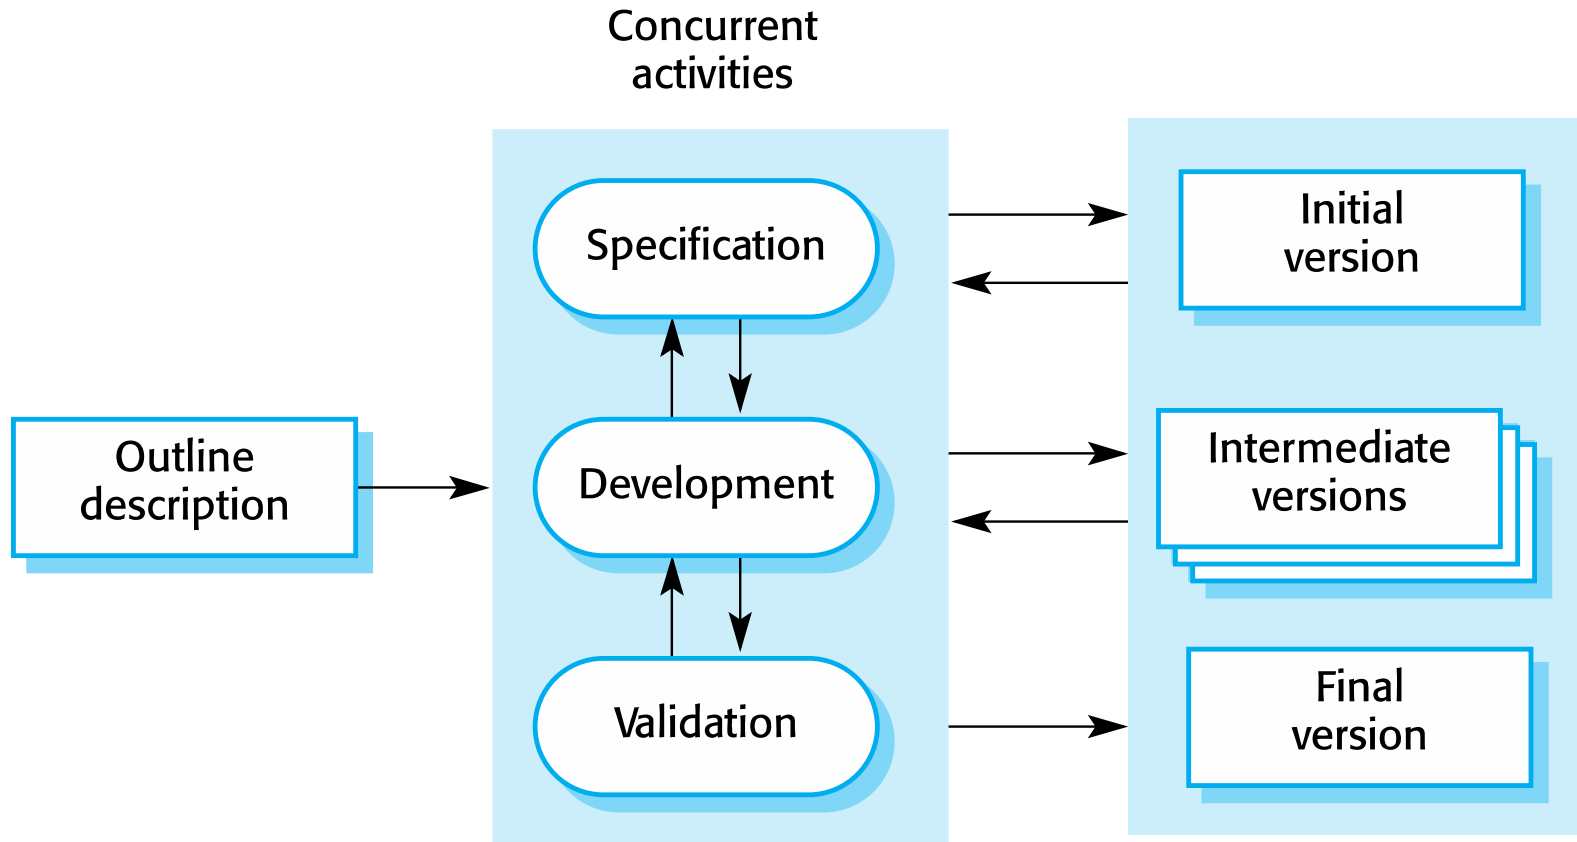 Concurrent
activities
Specification
Initial
version
Outline
description
Development
Intermediate
versions
Validation
Final
version